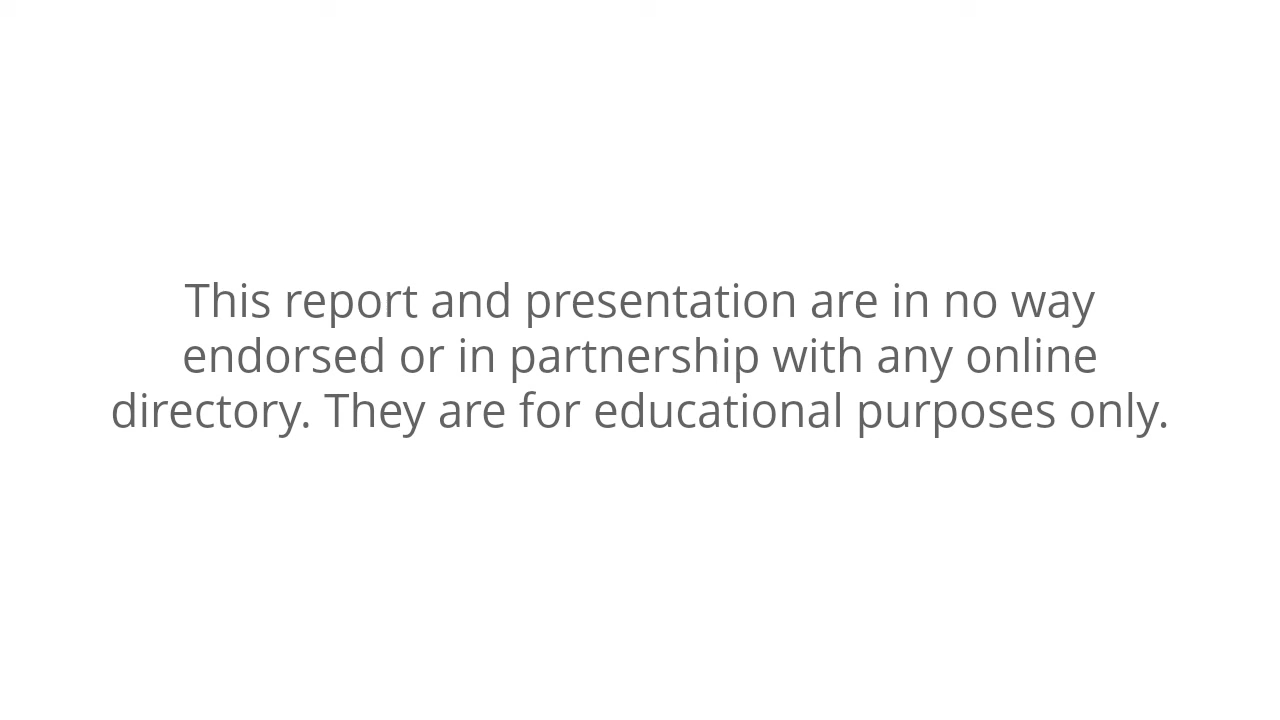 This report and presentation are in no way
endorsed or in partnership with any online
directory. They are for educational purposes only.